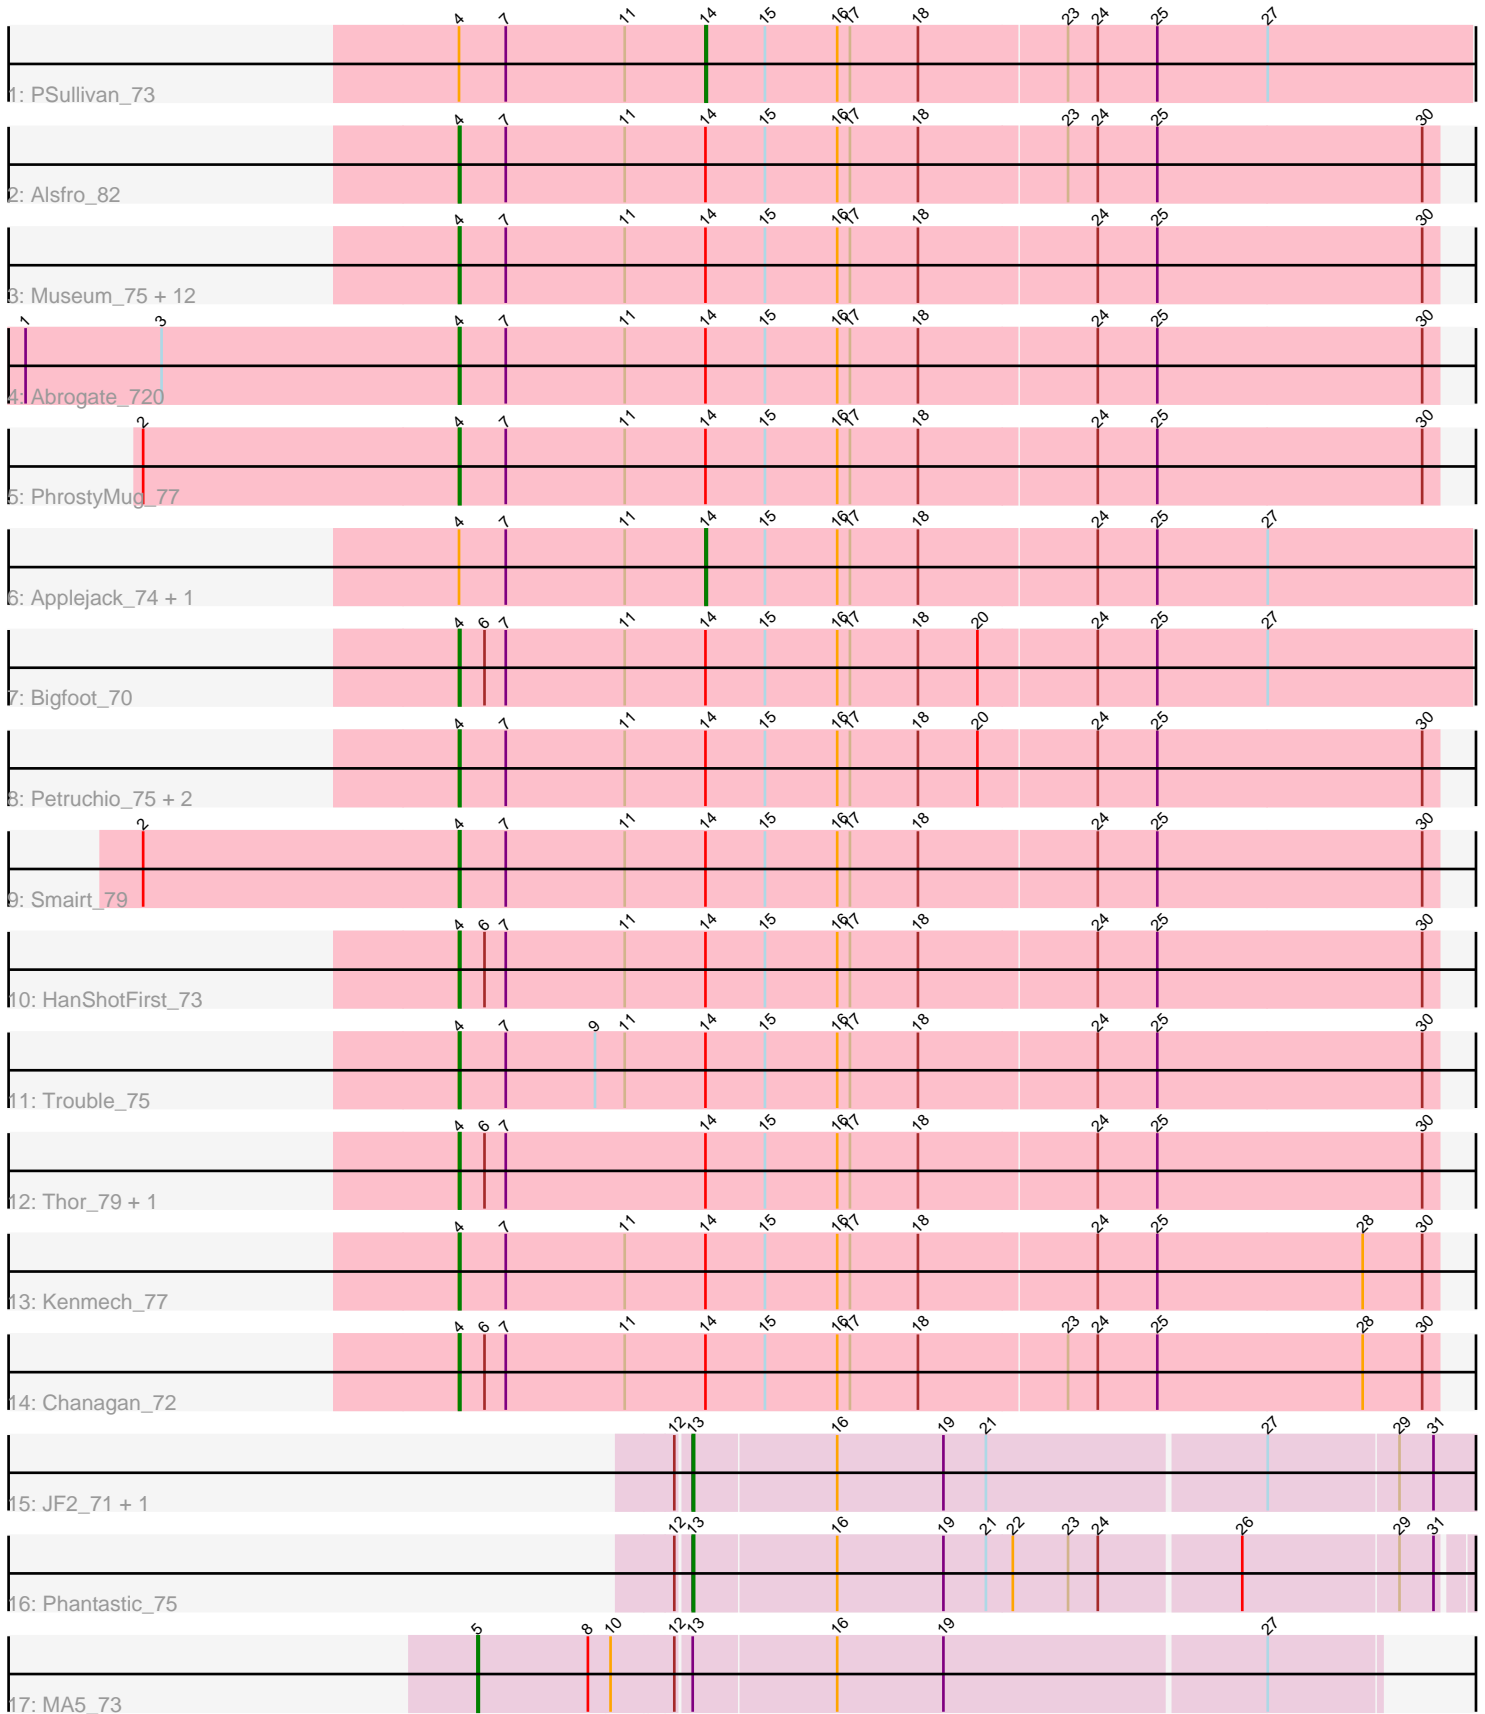 4 7 11 14 15 16 17 18 23 24 25 27
1: PSullivan_73
4 7 11 14 15 16 17 18 23 24 25 30
2: Alsfro_82
4 7 11 14 15 16 17 18 24 25 30
3: Museum_75 + 12
1 3 4 7 11 14 15 16 17 18 24 25 30
4: Abrogate_720
2 4 7 11 14 15 16 17 18 24 25 30
5: PhrostyMug_77
4 7 11 14 15 16 17 18 24 25 27
6: Applejack_74 + 1
4 6 7 11 14 15 16 17 18 20 24 25 27
7: Bigfoot_70
4 7 11 14 15 16 17 18 20 24 25 30
8: Petruchio_75 + 2
2 4 7 11 14 15 16 17 18 24 25 30
9: Smairt_79
4 6 7 11 14 15 16 17 18 24 25 30
10: HanShotFirst_73
4 7 9 11 14 15 16 17 18 24 25 30
11: Trouble_75
4 6 7 14 15 16 17 18 24 25 30
12: Thor_79 + 1
4 7 11 14 15 16 17 18 24 25 28 30
13: Kenmech_77
4 6 7 11 14 15 16 17 18 23 24 25 28 30
14: Chanagan_72
12 13 16 19 21 27 29 31
15: JF2_71 + 1
12 13 16 19 21 22 23 24 26 29 31
16: Phantastic_75
5 8 10 12 13 16 19 27
17: MA5_73